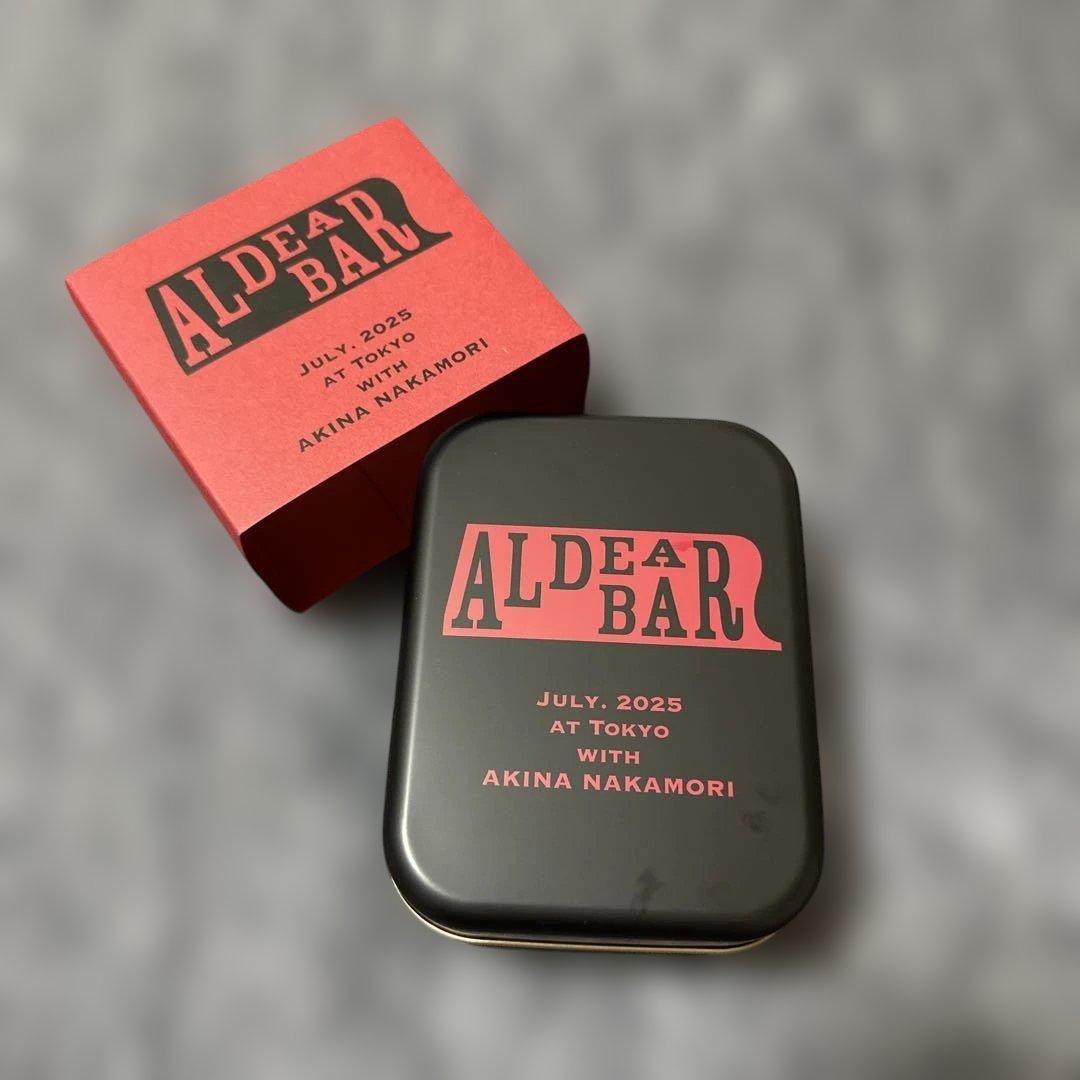 ALDEA
BAR
JULY. 2025
AT TOKYO
WITH
AKINA NAKAMORI
ALDEA
BAR
JULY. 2025
AT TOKYO
WITH
AKINA NAKAMORI